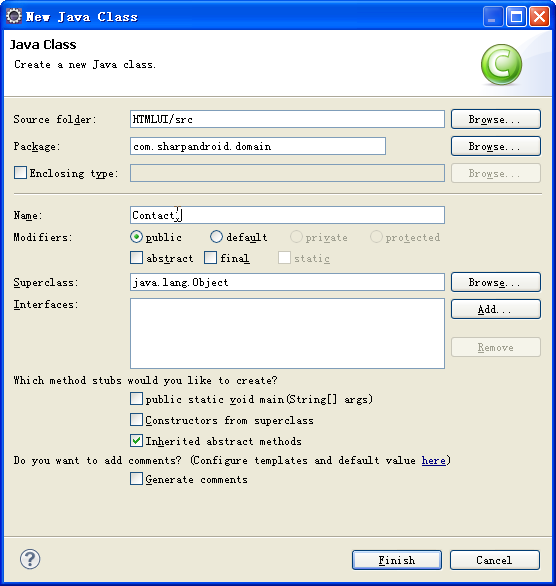 New Java Class
Java Class
Create a new Java class.
C
Source folder: HTMLUI/src Browse...
Package: com.sharpandroid.domain Browse...
Enclosing type: Browse...
Name: Contact
Modifiers: public default private protected
abstract final static
Superclass: java.lang.Object Browse...
Interfaces: Add...
Remove
Which method stubs would you like to create?
public static void main(String[] args)
Constructors from superclass
Inherited abstract methods
Do you want to add comments? (Configure templates and default value here)
Generate comments
? Finish Cancel